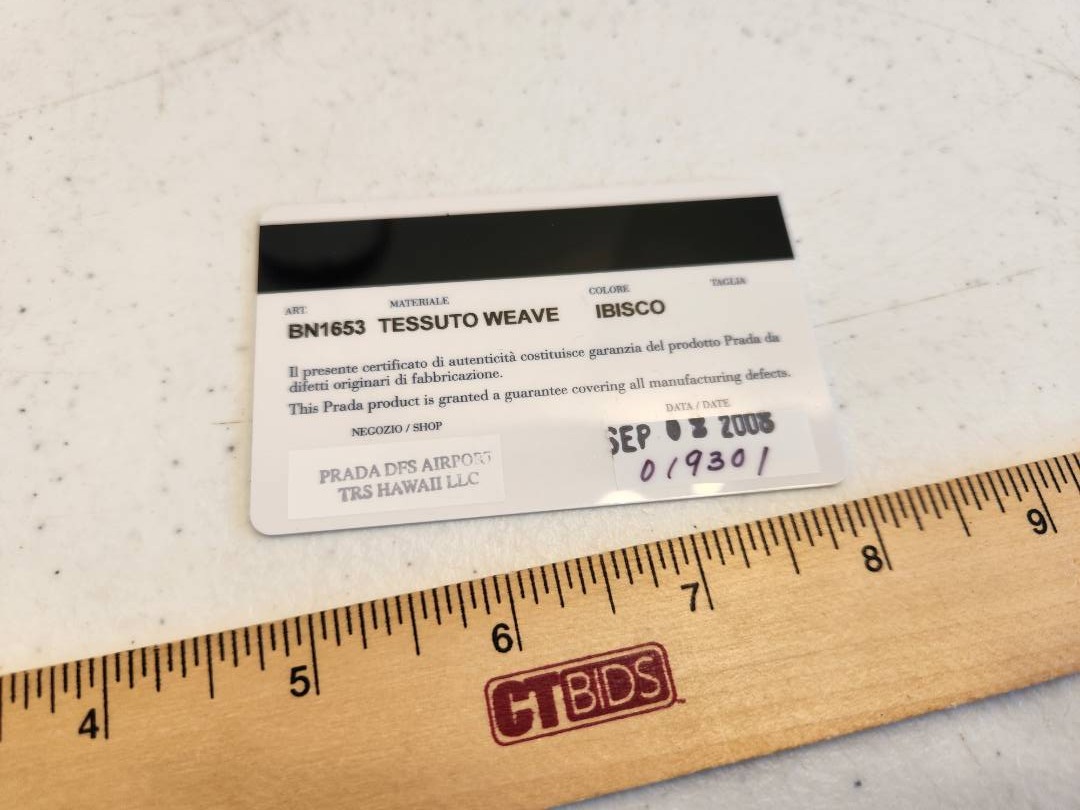 ART.
MATERIALE
COLORE
TAGLIA
BN1653 TESSUTO WEAVE IBISCO
Il presente certificato di autenticità costituisce garanzia del prodotto Prada da
difetti originari di fabbricazione.
This Prada product is granted a guarantee covering all manufacturing defects.
NEGOZIO / SHOP
PRADA DFS AIRPORT
TRS HAWAII LLC
DATA / DATE
SEP 2008
019301
4 5 6 7 8 9
CTBIDS